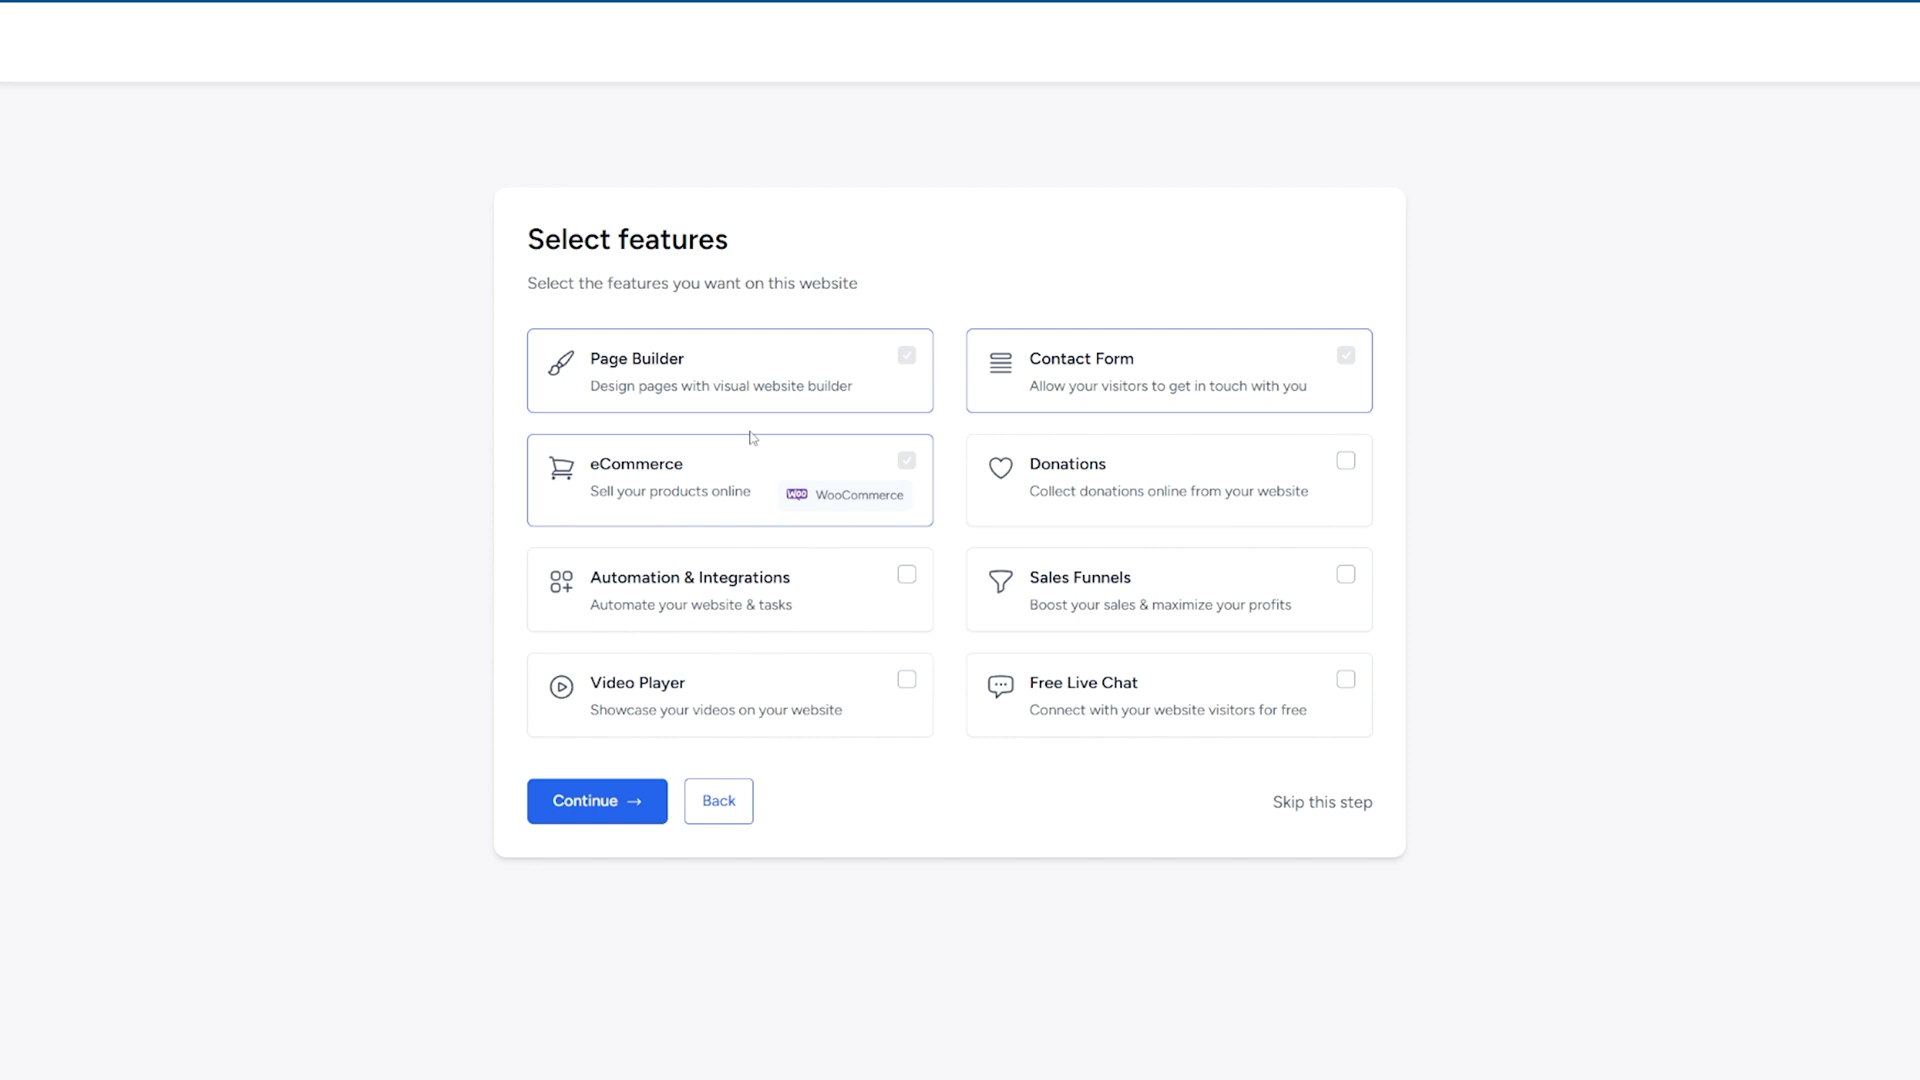 Select features
Select the features you want on this website
Page Builder
Design pages with visual website builder
Contact Form
Allow your visitors to get in touch with you
eCommerce
Sell your products online
Woo WooCommerce
Donations
Collect donations online from your website
Automation & Integrations
Automate your website & tasks
Sales Funnels
Boost your sales & maximize your profits
Video Player
Showcase your videos on your website
Free Live Chat
Connect with your website visitors for free
Continue →
Back
Skip this step